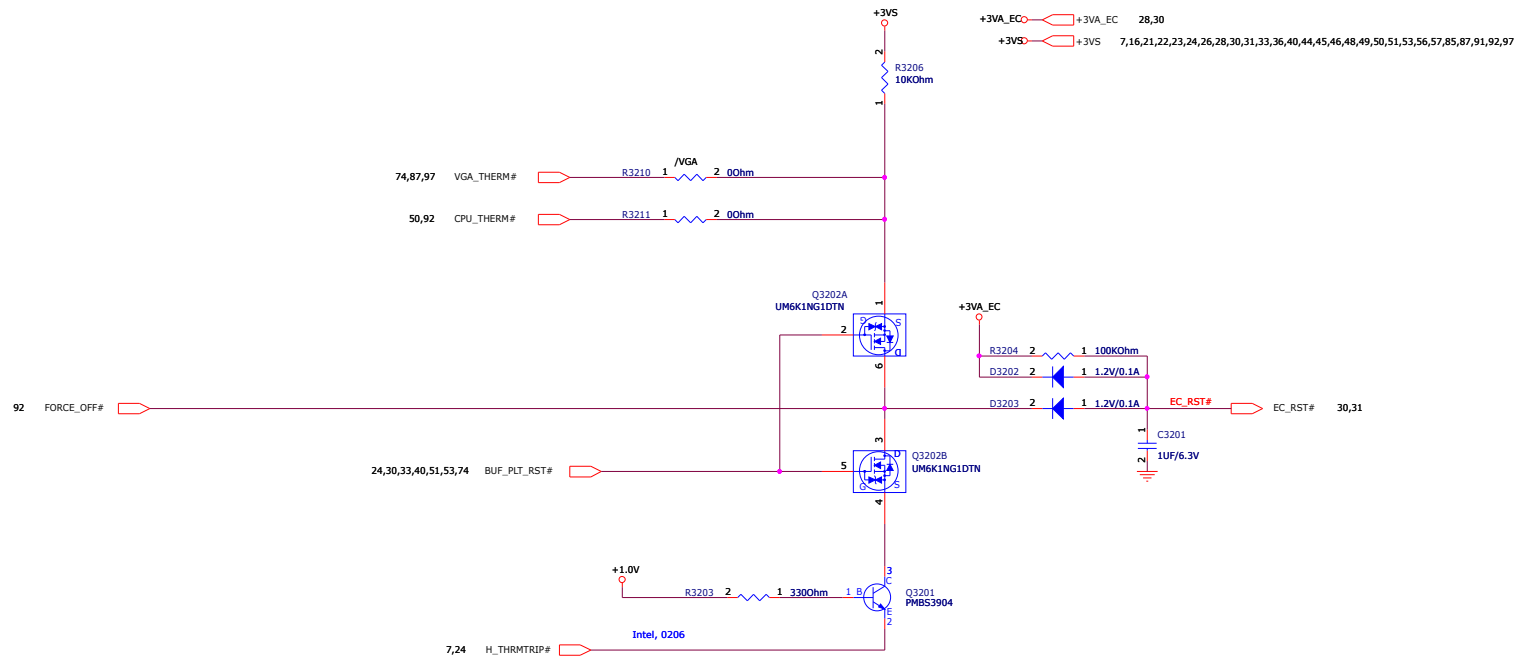 +3VS
+3VA_EC +3VA_EC 28,30
+3VS +3VS 7,16,21,22,23,24,26,28,30,31,33,36,40,44,45,46,48,49,50,51,53,56,57,85,87,91,92,97
2
R3206
10KOhm
1
/VGA
74,87,97 VGA_THERM# R3210 1 2 0Ohm
50,92 CPU_THERM# R3211 1 2 0Ohm
Q3202A
UM6K1NG1DTN
1
G S
2
D
6
+3VA_EC
R3204 2 1 100KOhm
D3202 2 1 1.2V/0.1A
92 FORCE_OFF# D3203 2 1 1.2V/0.1A EC_RST# EC_RST# 30,31
1
C3201
2 1UF/6.3V
3
D Q3202B
24,30,33,40,51,53,74 BUF_PLT_RST# 5 UM6K1NG1DTN
G S
4
+1.0V
3
C
R3203 2 1 330Ohm 1 B Q3201
PMBS3904
E
2
Intel, 0206
7,24 H_THRMTRIP#